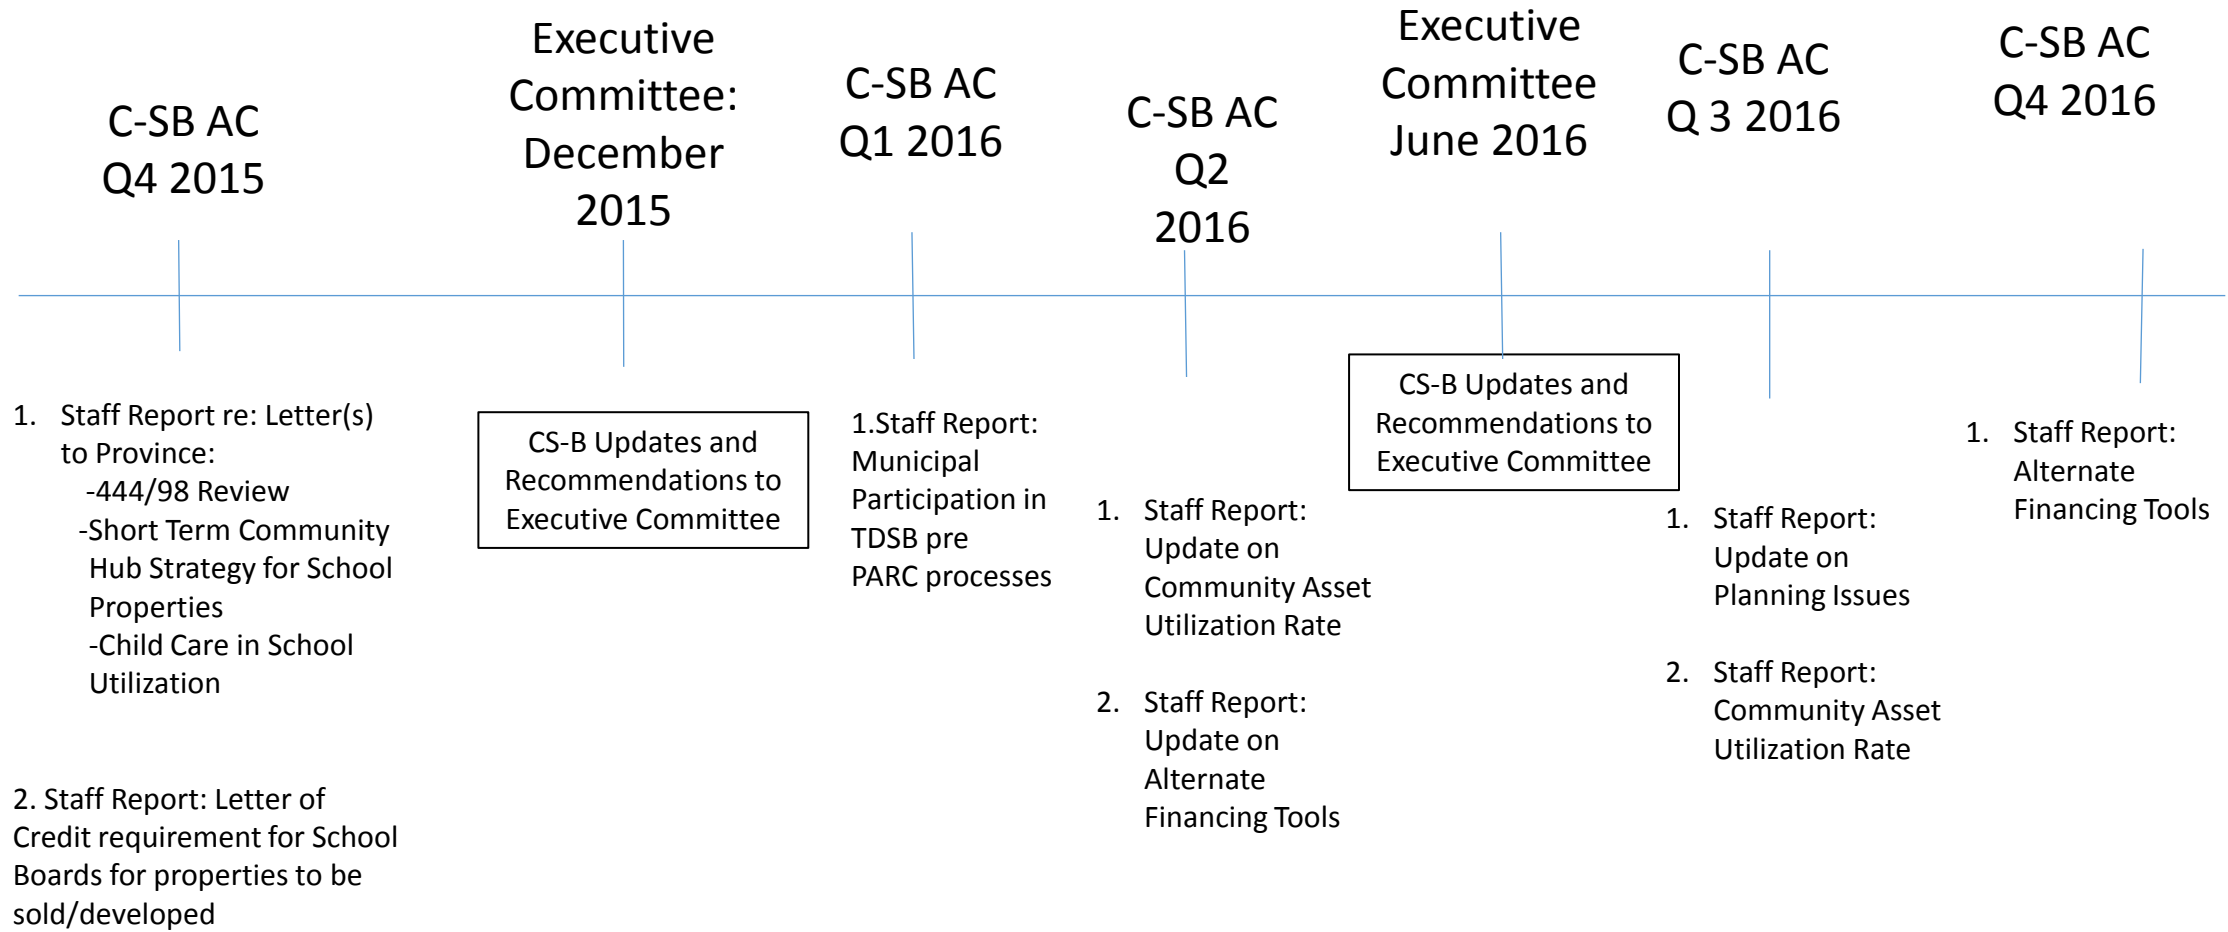 C-SB AC
Q4 2015
Executive
Committee:
December
2015
C-SB AC
Q1 2016
C-SB AC
Q2
2016
Executive
Committee
June 2016
C-SB AC
Q 3 2016
C-SB AC
Q4 2016
1. Staff Report re: Letter(s)
to Province:
-444/98 Review
-Short Term Community
Hub Strategy for School
Properties
-Child Care in School
Utilization
2. Staff Report: Letter of
Credit requirement for School
Boards for properties to be
sold/developed
CS-B Updates and
Recommendations to
Executive Committee
1.Staff Report:
Municipal
Participation in
TDSB pre
PARC processes
1. Staff Report:
Update on
Community Asset
Utilization Rate
2. Staff Report:
Update on
Alternate
Financing Tools
CS-B Updates and
Recommendations to
Executive Committee
1. Staff Report:
Update on
Planning Issues
2. Staff Report:
Community Asset
Utilization Rate
1. Staff Report:
Alternate
Financing Tools